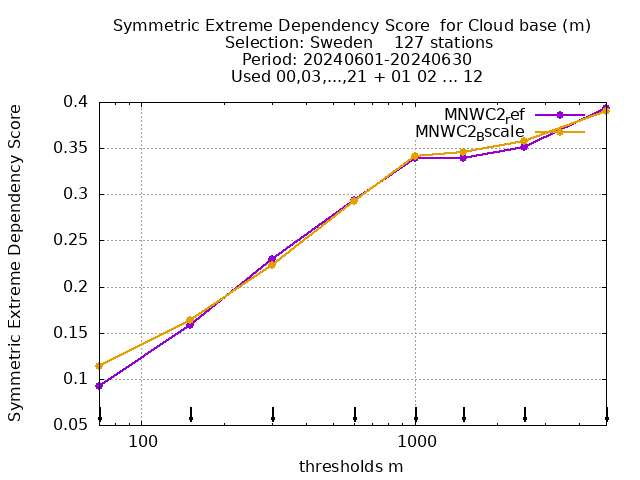 Symmetric Extreme Dependency Score  for Cloud base (m)
Selection: Sweden    127 stations
Period: 20240601-20240630
Used 00,03,...,21 + 01 02 ... 12
Symmetric Extreme Dependency Score
0.4
0.35
0.3
0.25
0.2
0.15
0.1
0.05
MNWC2ref
MNWC2Bscale
100
1000
thresholds m